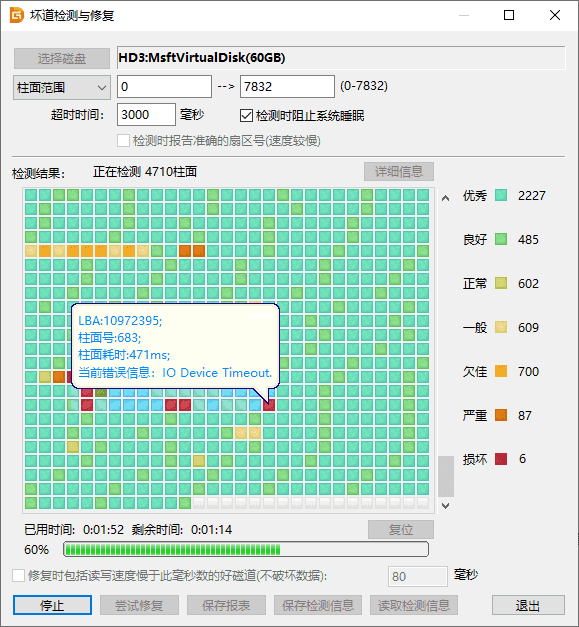 坏道检测与修复
选择磁盘 HD3:MsftVirtualDisk(60GB)
柱面范围 0 --> 7832 (0-7832)
超时时间: 3000 毫秒 检测时阻止系统睡眠
检测时报告准确的扇区号(速度较慢)
检测结果: 正在检测 4710柱面 详细信息
优秀 2227
良好 485
正常 602
一般 609
欠佳 700
严重 87
损坏 6
LBA:10972395;
柱面号:683;
柱面耗时:471ms;
当前错误信息: IO Device Timeout.
已用时间: 0:01:52 剩余时间: 0:01:14 复位
60%
修复时包括读写速度慢于此毫秒数的好磁道(不破坏数据): 80 毫秒
停止 尝试修复 保存报表 保存检测信息 读取检测信息 退出